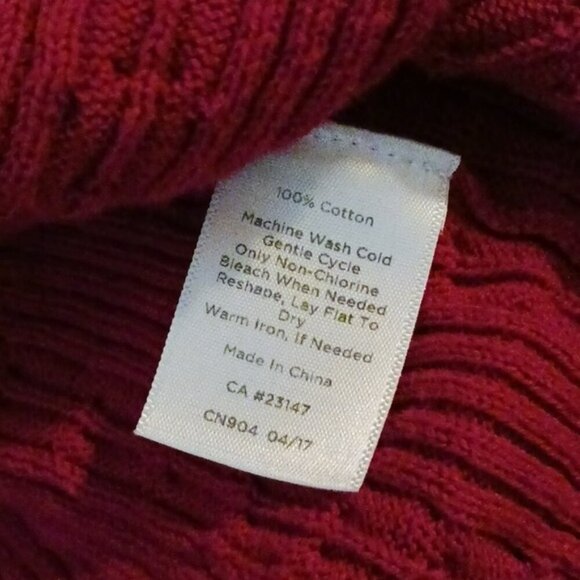 100% Cotton
Machine Wash Cold
Gentle Cycle
Only Non-Chlorine
Bleach When Needed
Reshabe, Lay Flat To
Dry
Warm Iron, If Needed
Made In China
CA #23147
CN904 04/17